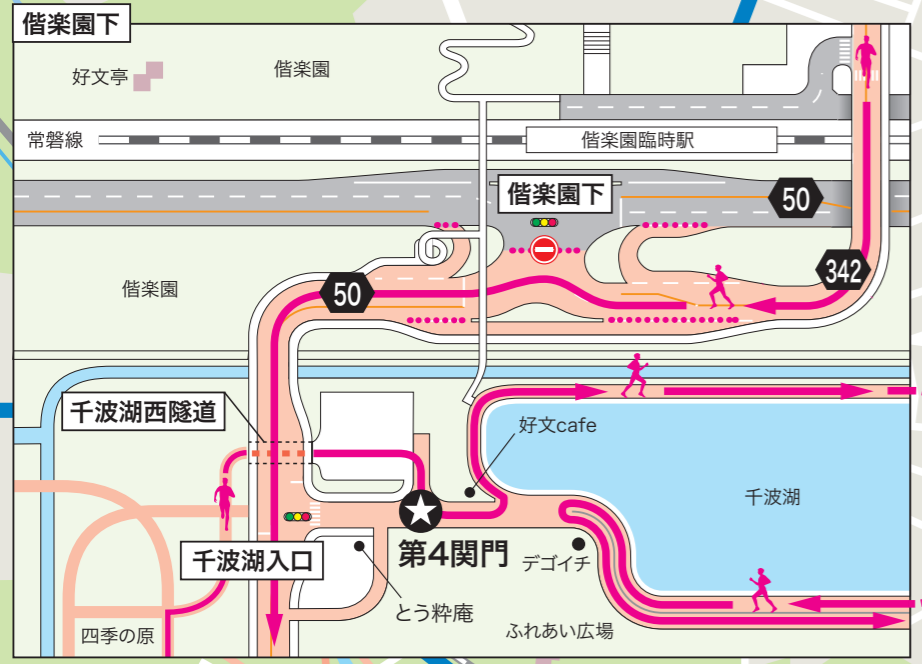 偕楽園下
好文亭
偕楽園
常磐線
偕楽園臨時駅
偕楽園下
50
342
偕楽園
50
千波湖西隧道
好文cafe
千波湖
千波湖入口
第4関門
デゴイチ
とう粋庵
四季の原
ふれあい広場